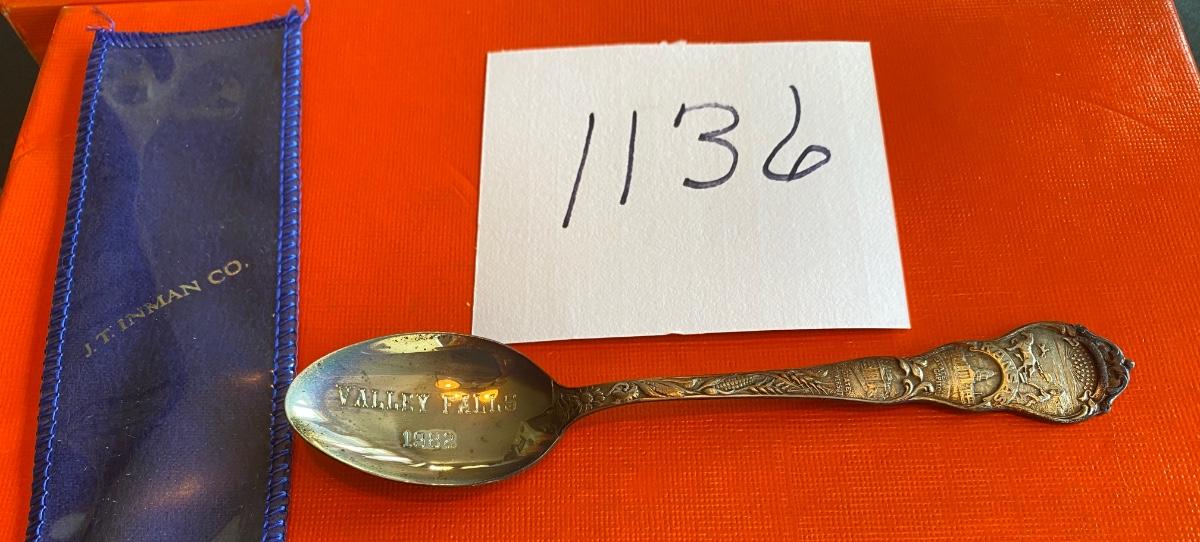 J.T. INMAN CO.
1136
VALLEY FALLS
1982